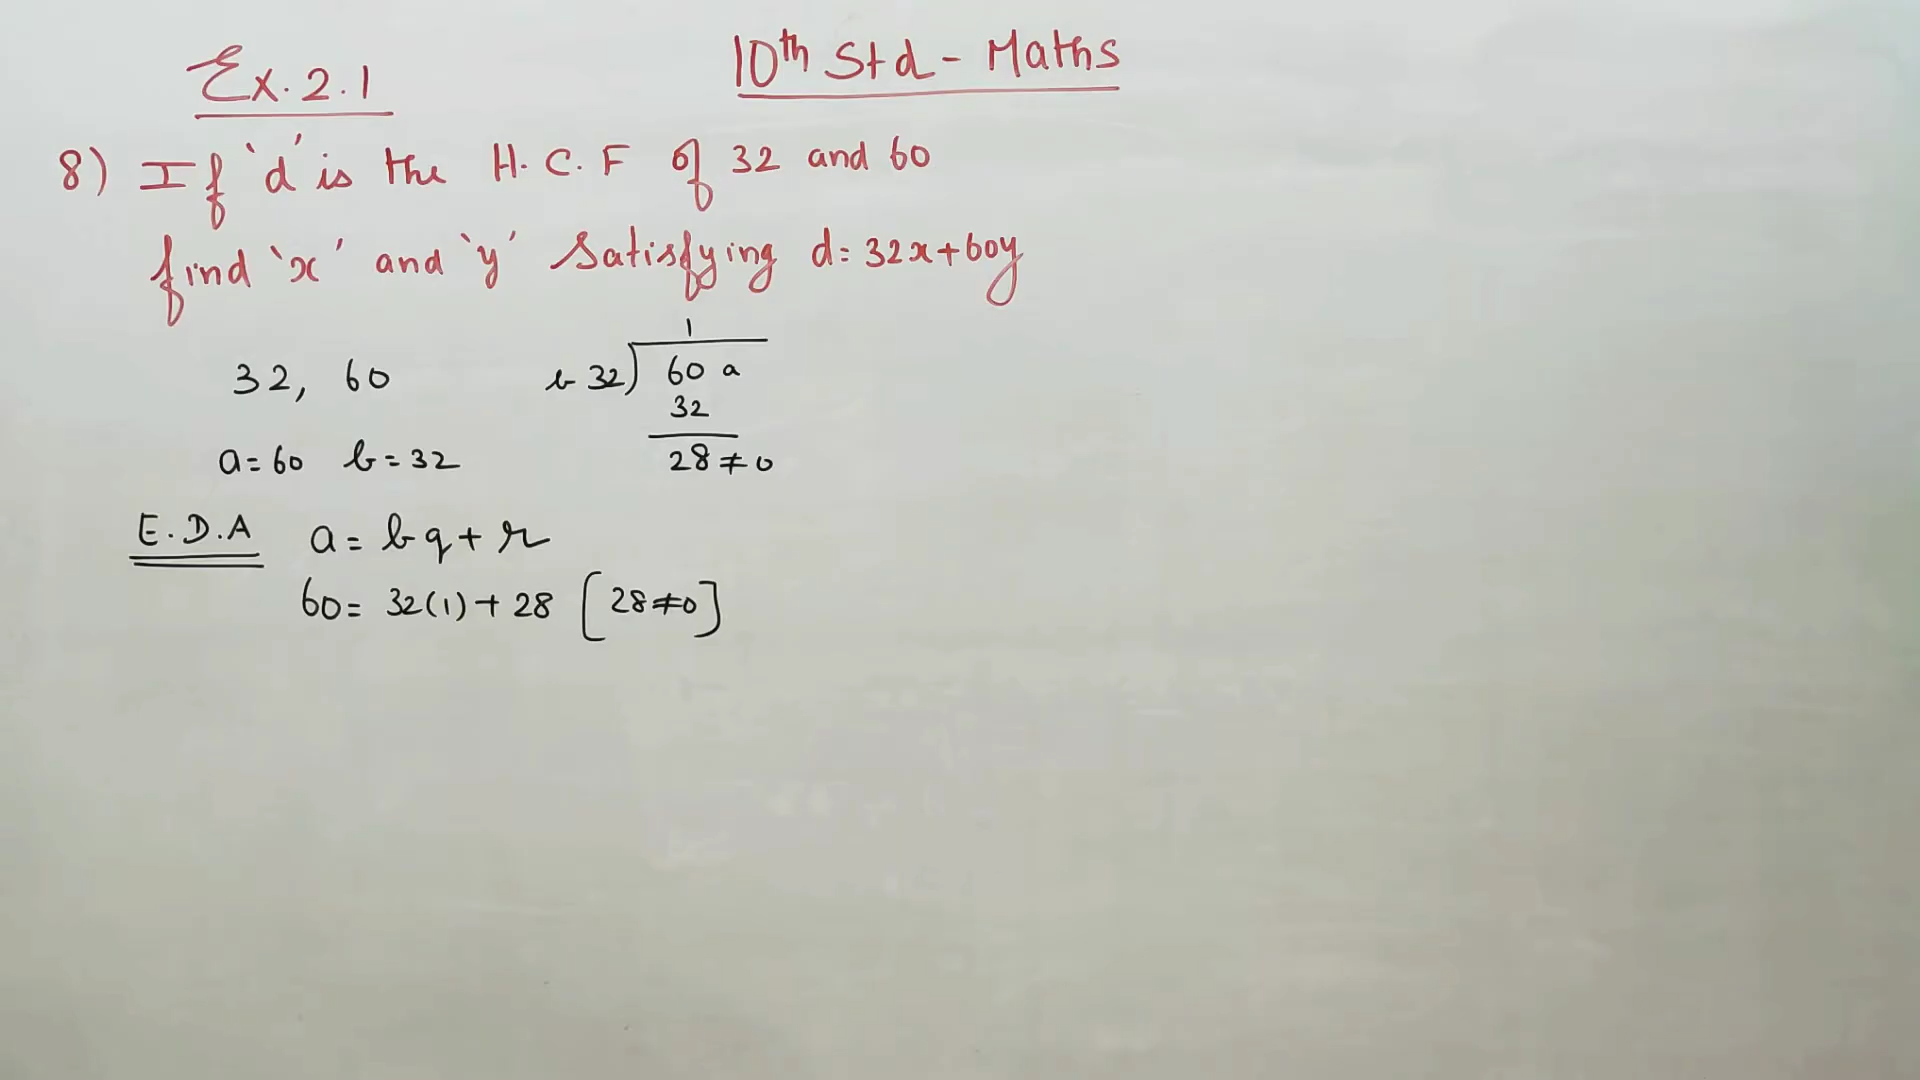 Ex. 2.1
10th Std - Maths
8) If 'd' is the H.C.F of 32 and 60
find 'x' and 'y' Satisfying d = 32x + 60y
32, 60
a = 60 b = 32
1
b 32) 60 a
32
28 ≠ 0
E.D.A a = bq + r
60 = 32(1) + 28 [28 ≠ 0]